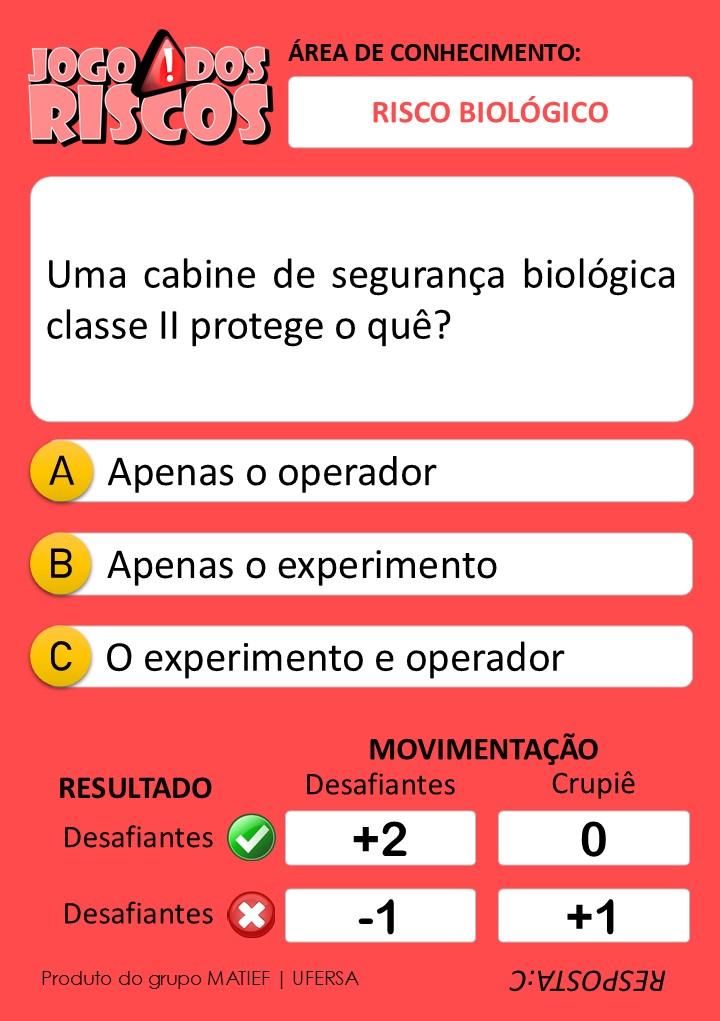 JOGO DOS
RISCOS
ÁREA DE CONHECIMENTO:
RISCO BIOLÓGICO
Uma cabine de segurança biológica
classe II protege o quê?
A Apenas o operador
B Apenas o experimento
C O experimento e operador
MOVIMENTAÇÃO
RESULTADO Desafiantes Crupiê
Desafiantes +2 0
Desafiantes -1 +1
Produto do grupo MATIEF | UFERSA
RESPOSTA:C